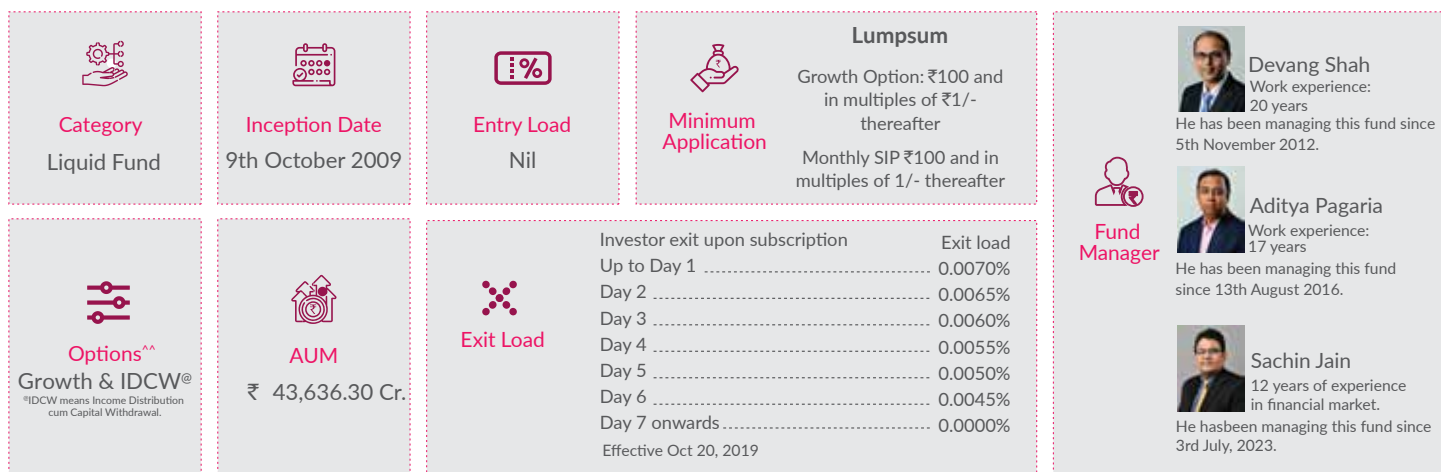 Category
Liquid Fund
Inception Date
9th October 2009
%
Entry Load
Nil
₹
Minimum
Application
Lumpsum
Growth Option: ₹100 and
in multiples of ₹1/-
thereafter
Monthly SIP ₹100 and in
multiples of 1/- thereafter
Options^^
Growth & IDCW@
@IDCW means Income Distribution
cum Capital Withdrawal.
₹
AUM
₹ 43,636.30 Cr.
Exit Load
Investor exit upon subscription Exit load
Up to Day 1 ........................................ 0.0070%
Day 2 ................................................ 0.0065%
Day 3 ................................................ 0.0060%
Day 4 ................................................ 0.0055%
Day 5 ................................................ 0.0050%
Day 6 ................................................ 0.0045%
Day 7 onwards................................... 0.0000%
Effective Oct 20, 2019
₹
Fund
Manager
Devang Shah
Work experience:
20 years
He has been managing this fund since
5th November 2012.
Aditya Pagaria
Work experience:
17 years
He has been managing this fund
since 13th August 2016.
Sachin Jain
12 years of experience
in financial market.
He hasbeen managing this fund since
3rd July, 2023.